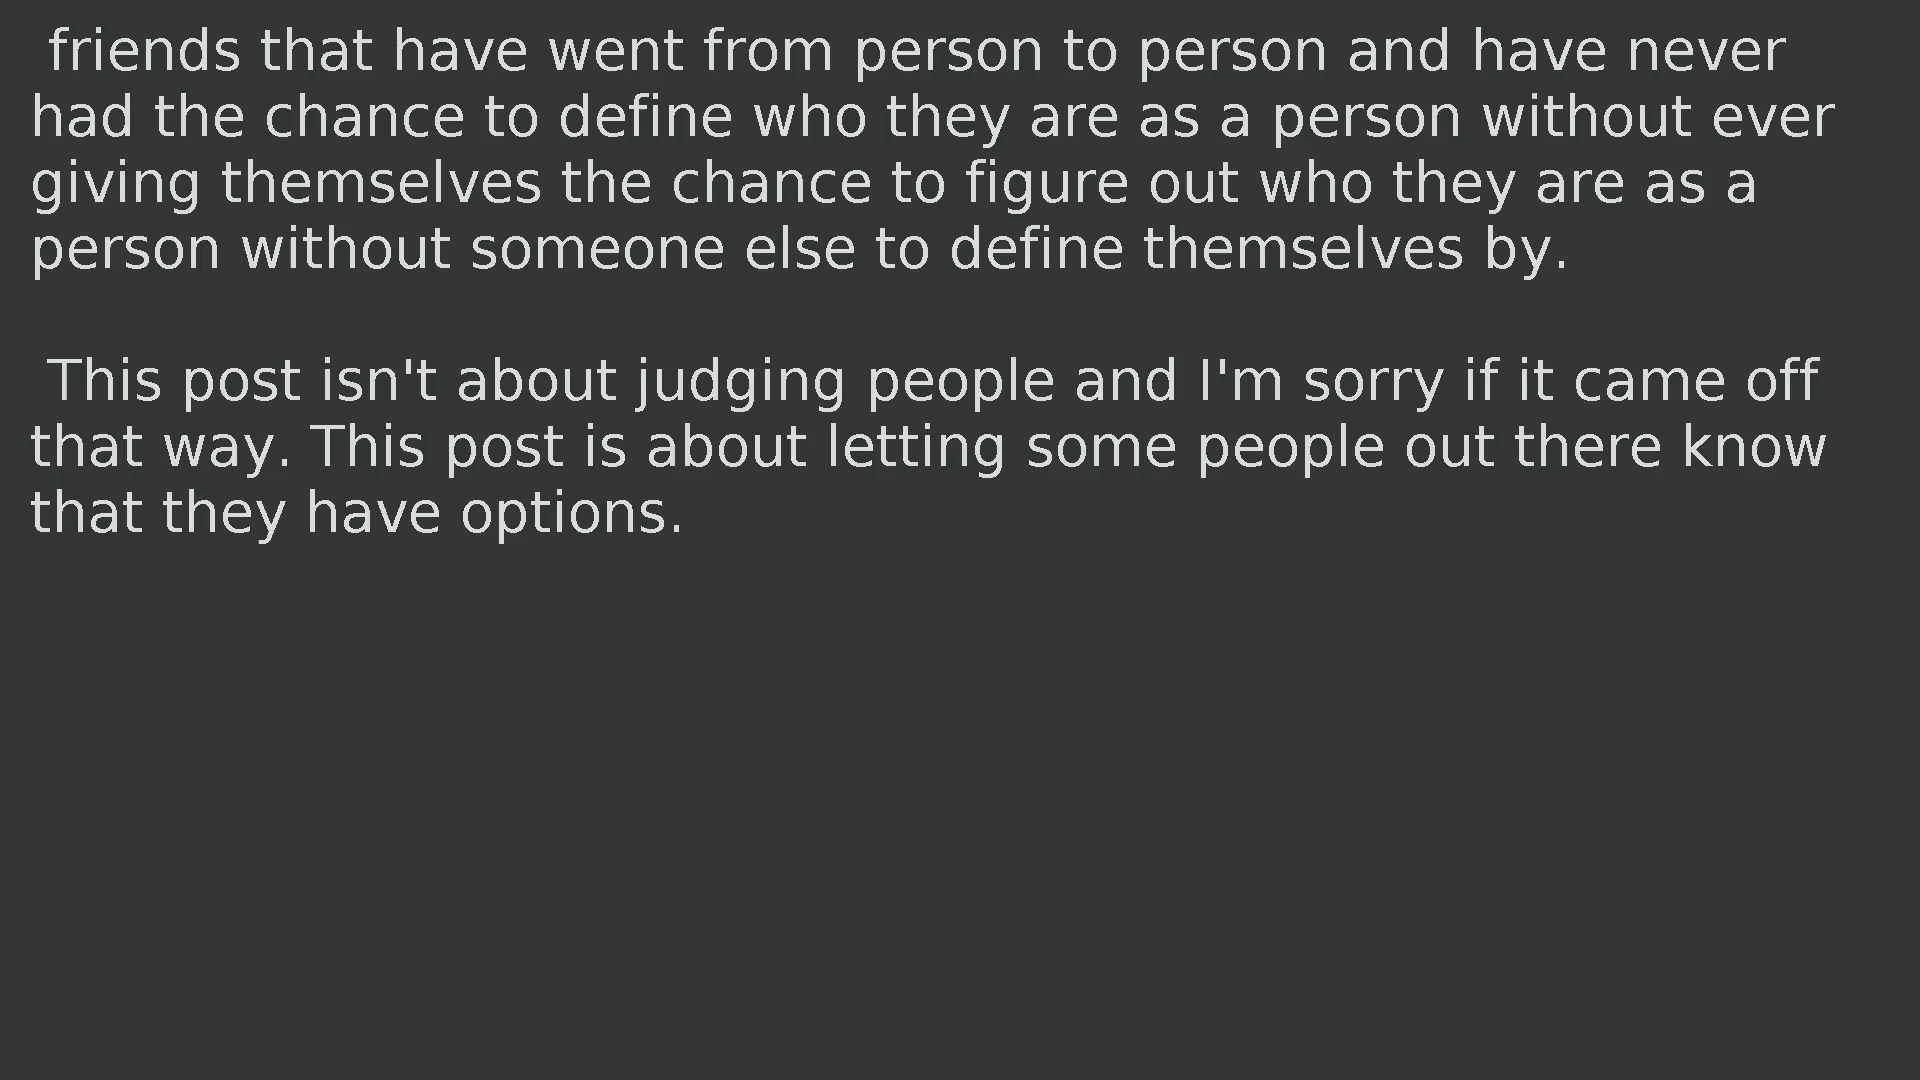 friends that have went from person to person and have never
had the chance to define who they are as a person without ever
giving themselves the chance to figure out who they are as a
person without someone else to define themselves by.
This post isn't about judging people and I'm sorry if it came off
that way. This post is about letting some people out there know
that they have options.